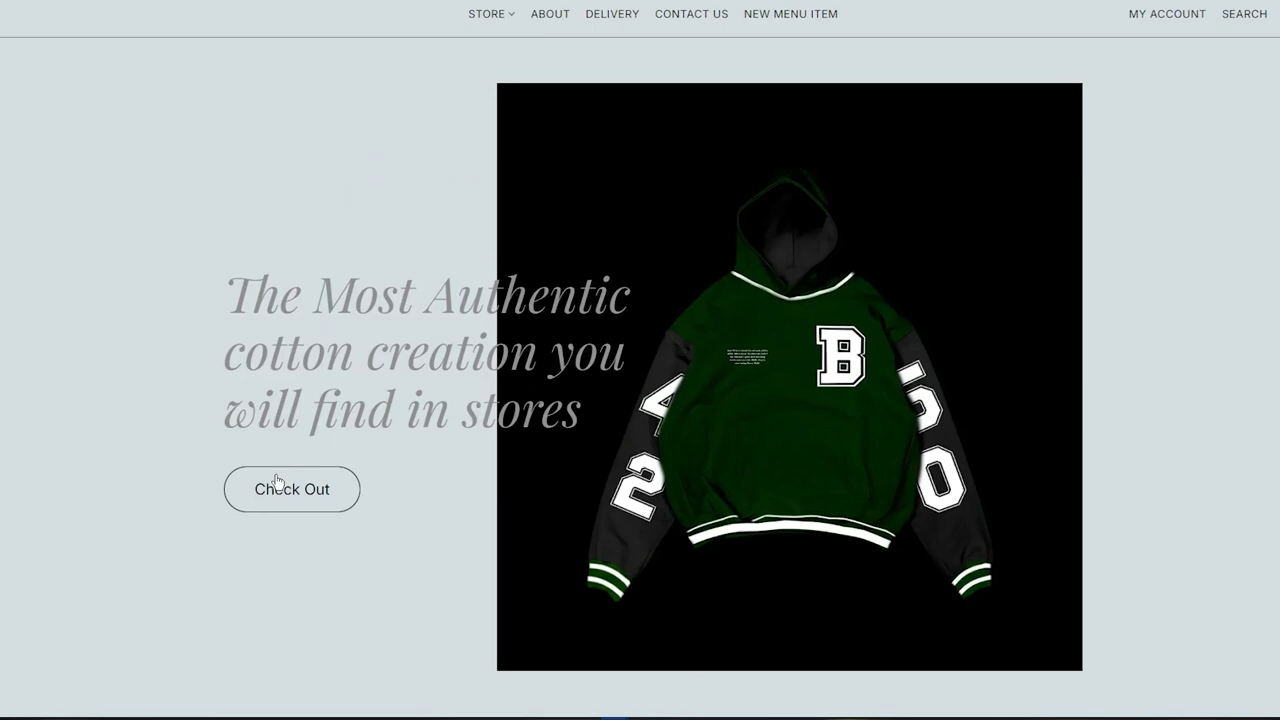 STORE
ABOUT
DELIVERY
CONTACT US
NEW MENU ITEM
MY ACCOUNT
SEARCH
The Most Authentic
cotton creation you
will find in stores
Check Out
B
4
2
5
0